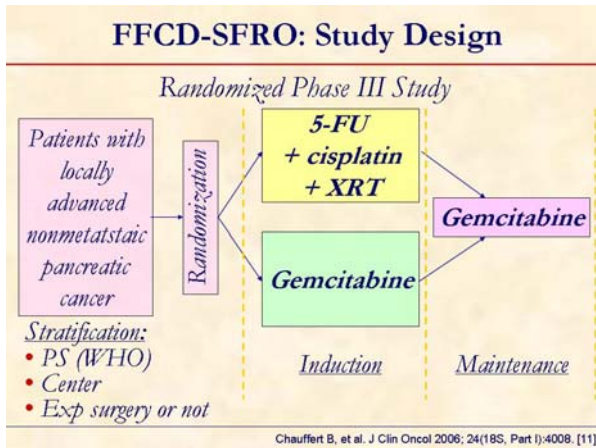 FFCD-SFRO: Study Design
Randomized Phase III Study
Patients with
locally
advanced
nonmetatstaic
pancreatic
cancer
Randomization
5-FU
+ cisplatin
+ XRT
Gemcitabine
Gemcitabine
Stratification:
• PS (WHO)
• Center
• Exp surgery or not
Induction
Maintenance
Chauffert B, et al. J Clin Oncol 2006; 24(18S, Part I):4008. [11]